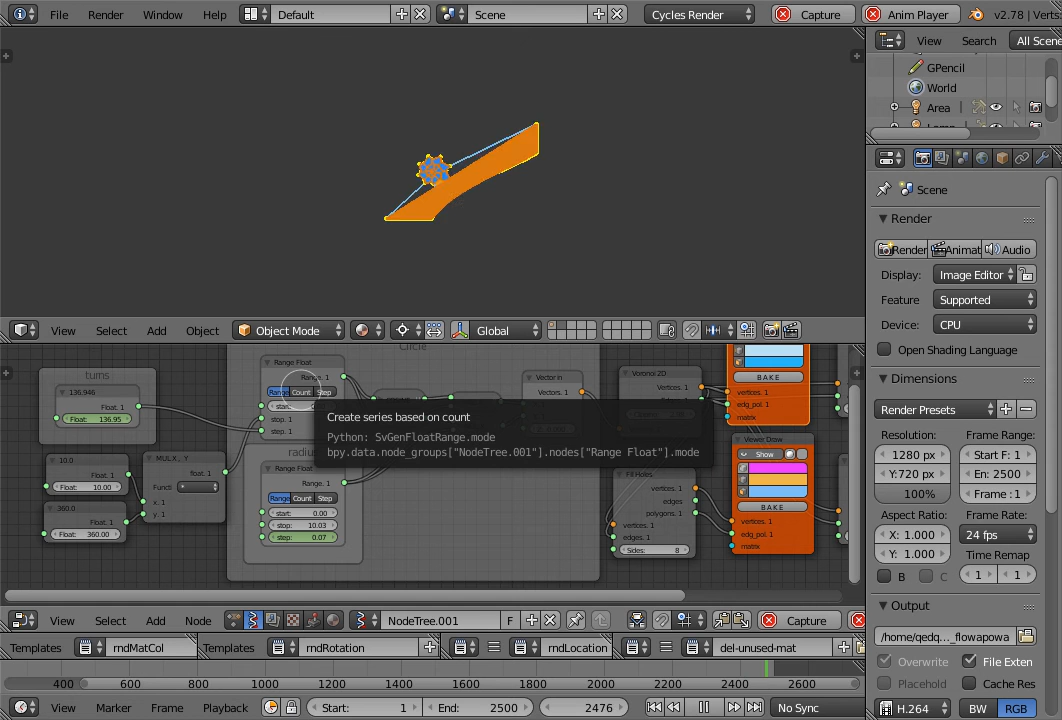 File Render Window Help Default Scene Cycles Render Capture Anim Player v2.78 | Verts:
View Search All Scene
GPencil
World
Area
View Select Add Object Object Mode Global
Scene
Render
Render Animat Audio
Display: Image Editor
Feature Supported
Device: CPU
Open Shading Language
Dimensions
Render Presets
Resolution: Frame Range:
1280 px Start F: 1
Y:720 px En: 2500
100% Frame : 1
Aspect Ratio: Frame Rate:
X: 1.000 24 fps
Y: 1.000 Time Remap
B C 1 1
Output
/home/qedq..._flowapowa
Overwrite File Exten
Placehold Cache Res
H.264 BW RGB
turns
136.946
Float. 1
Float: 136.95
10.0
Float. 1
Float: 10.00
360.0
Float. 1
Float: 360.00
MULX_Y
float. 1
Func:
x. 1
y. 1
Circle
Range Float
Range. 1
Range Count Step
start:
stop. 1
step. 1
Create series based on count
Python: SvGenFloatRange.mode
bpy.data.node_groups["NodeTree.001"].nodes["Range Float"].mode
radiu
Range Float
Range. 1
Range Count Step
start: 0.00
stop: 10.03
step: 0.07
Vector in
Vectors. 1
Voronoi 2D
Vertices. 1
Fill Holes
vertices. 1
edges
polygons. 1
vertices. 1
edges. 1
Sides: 8
BAKE
vertices. 1
edg_pol. 1
matrix
Viewer Draw
Show
BAKE
vertices. 1
edg_pol. 1
matrix
View Select Add Node NodeTree.001 F Capture
Templates rndMatCol Templates rndRotation rndLocation del-unused-mat
400 600 800 1000 1200 1400 1600 1800 2000 2200 2400 2600
View Marker Frame Playback Start: 1 End: 2500 2476 No Sync